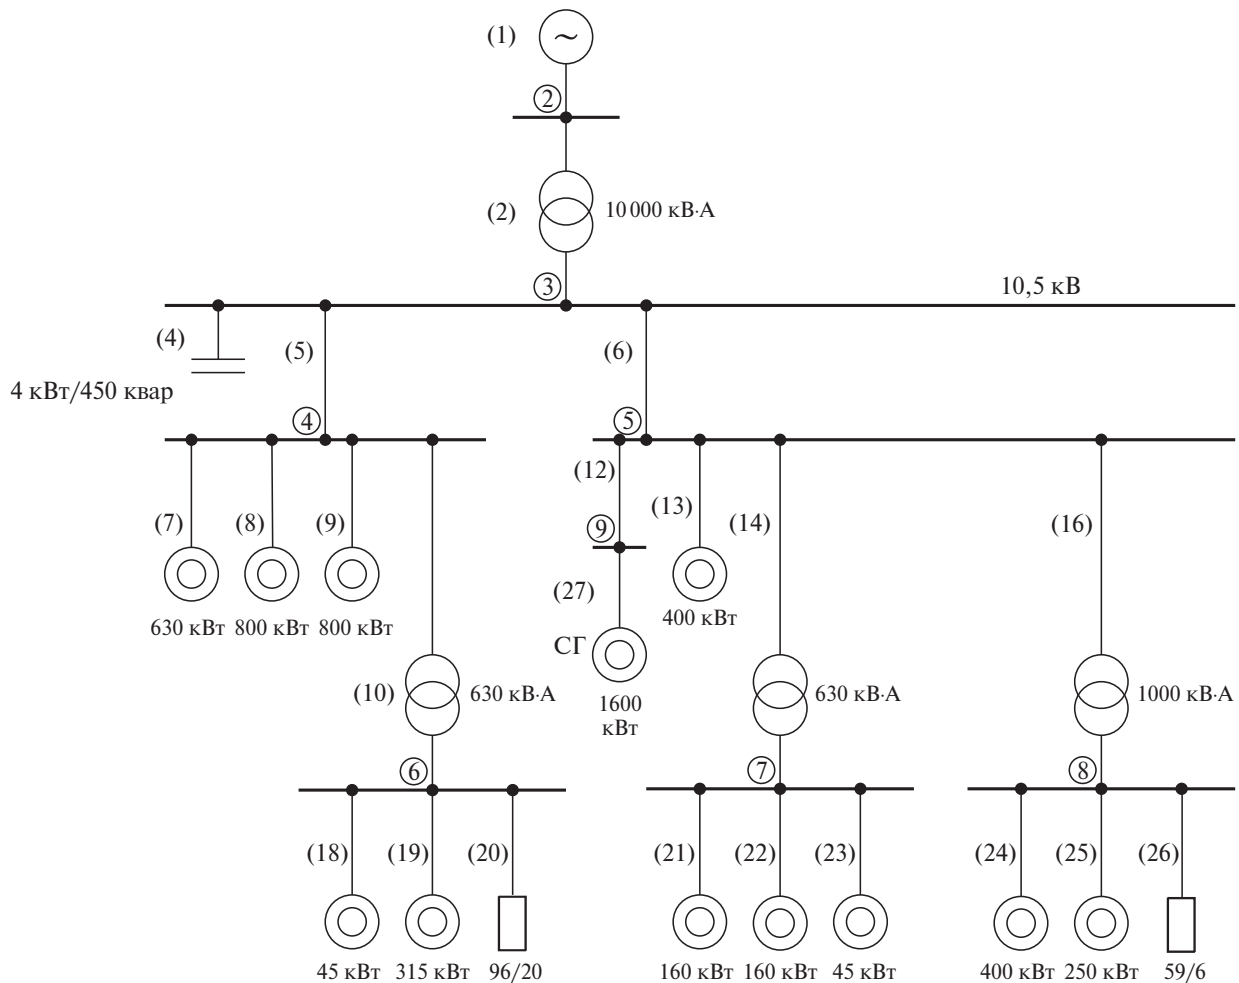 (1)
~
2
(2)
10 000 кВ·А
3
10,5 кВ
(4)
(5)
(6)
4 кВт/450 квар
4
5
(12)
(13)
(14)
(16)
(7)
(8)
(9)
9
(27)
630 кВт
800 кВт
800 кВт
400 кВт
СГ
(10)
630 кВ·А
1600
кВт
630 кВ·А
1000 кВ·А
6
7
8
(18)
(19)
(20)
(21)
(22)
(23)
(24)
(25)
(26)
45 кВт
315 кВт
96/20
160 кВт
160 кВт
45 кВт
400 кВт
250 кВт
59/6